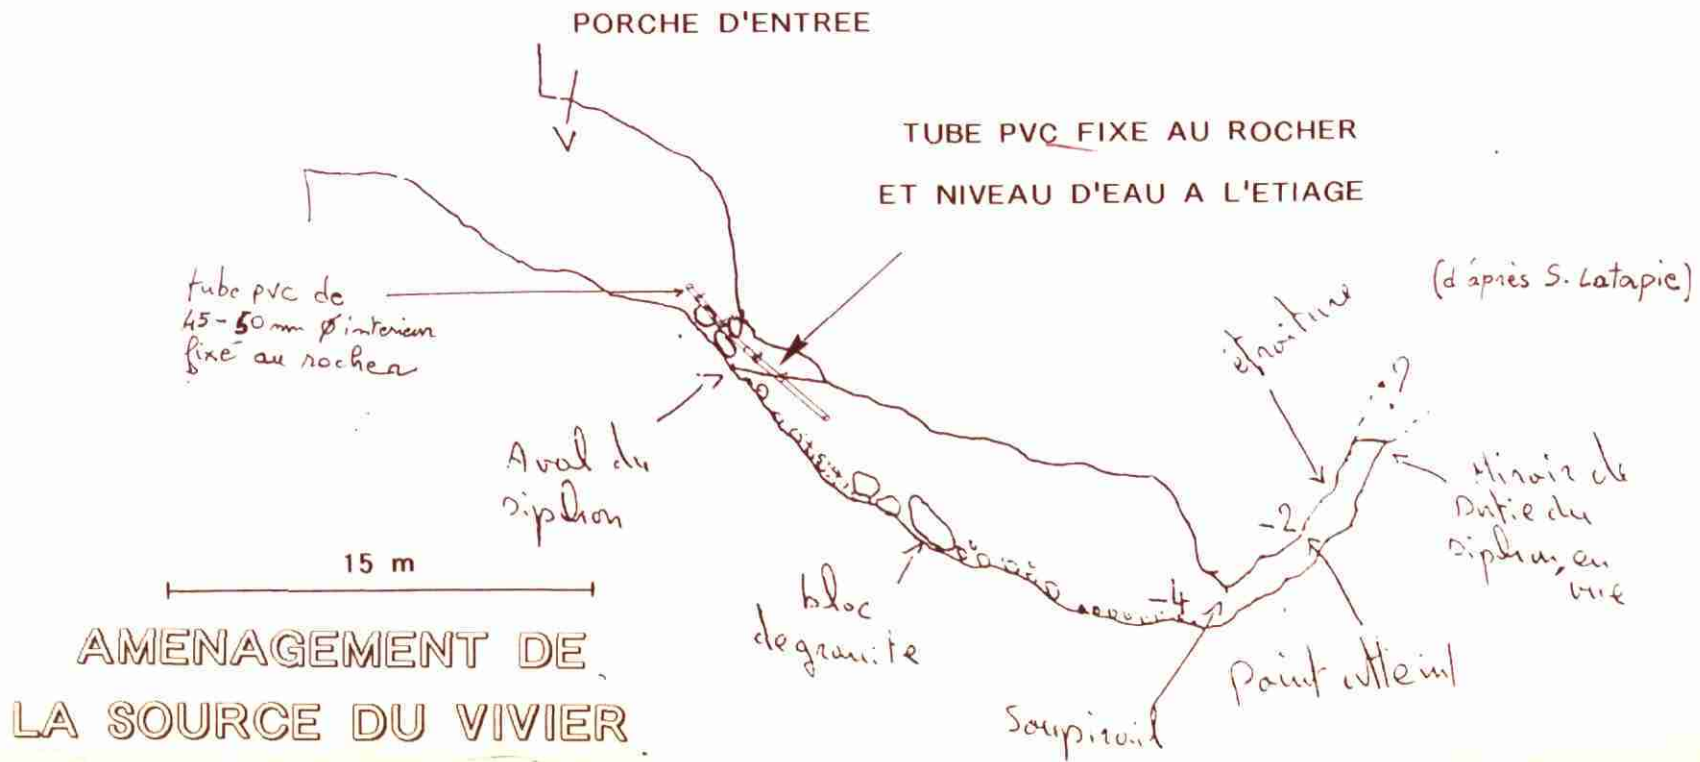 PORCHE D'ENTREE
TUBE PVC FIXE AU ROCHER
ET NIVEAU D'EAU A L'ETIAGE
(d'après S. Latapie)
tube pvc de
45-50 mm ø interieur
fixé au rocher
étroiture
?
Aval du
siphon
Miroir de
sortie du
siphon, en
vue
-2
-4
15 m
bloc
de granite
Point atteint
Soupirail
AMENAGEMENT DE
LA SOURCE DU VIVIER